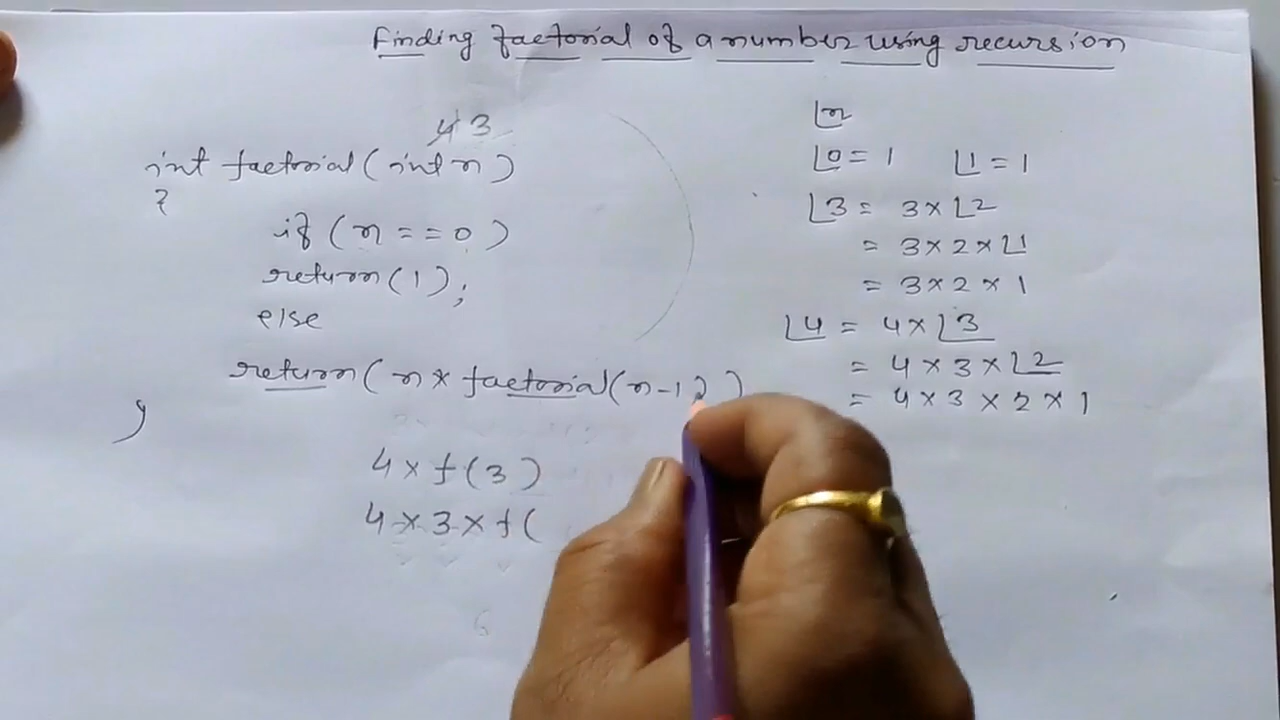 Finding factorial of a number using recursion
4 3
int factorial(int n)
{
if (n==0)
return(1);
else
return(n* factorial(n-1))
}
4×f(3)
4×3×f(
⌊n
⌊0 = 1 ⌊1 = 1
⌊3 = 3×⌊2
= 3×2×⌊1
= 3×2×1
⌊4 = 4×⌊3
= 4×3×⌊2
= 4×3×2×1